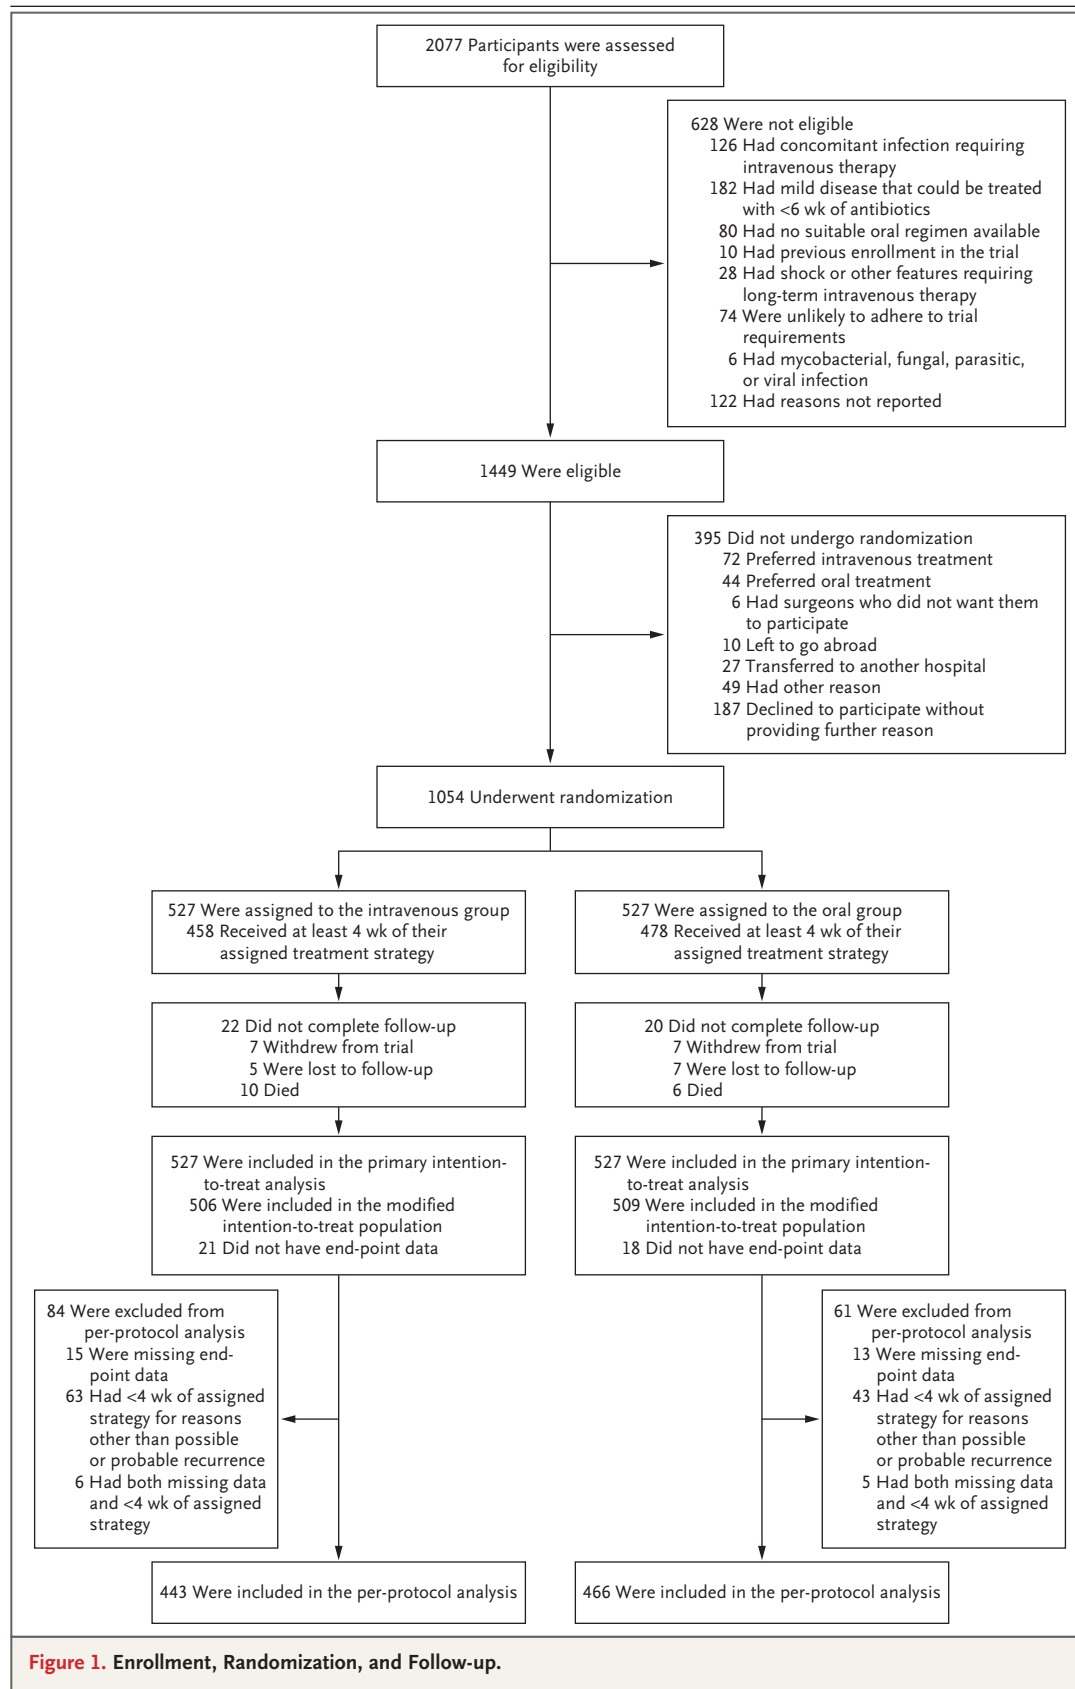 2077 Participants were assessed
for eligibility
628 Were not eligible
126 Had concomitant infection requiring
intravenous therapy
182 Had mild disease that could be treated
with <6 wk of antibiotics
80 Had no suitable oral regimen available
10 Had previous enrollment in the trial
28 Had shock or other features requiring
long-term intravenous therapy
74 Were unlikely to adhere to trial
requirements
6 Had mycobacterial, fungal, parasitic,
or viral infection
122 Had reasons not reported
1449 Were eligible
395 Did not undergo randomization
72 Preferred intravenous treatment
44 Preferred oral treatment
6 Had surgeons who did not want them
to participate
10 Left to go abroad
27 Transferred to another hospital
49 Had other reason
187 Declined to participate without
providing further reason
1054 Underwent randomization
527 Were assigned to the intravenous group
458 Received at least 4 wk of their
assigned treatment strategy
527 Were assigned to the oral group
478 Received at least 4 wk of their
assigned treatment strategy
22 Did not complete follow-up
7 Withdrew from trial
5 Were lost to follow-up
10 Died
20 Did not complete follow-up
7 Withdrew from trial
7 Were lost to follow-up
6 Died
527 Were included in the primary intention-
to-treat analysis
506 Were included in the modified
intention-to-treat population
21 Did not have end-point data
527 Were included in the primary intention-
to-treat analysis
509 Were included in the modified
intention-to-treat population
18 Did not have end-point data
84 Were excluded from
per-protocol analysis
15 Were missing end-
point data
63 Had <4 wk of assigned
strategy for reasons
other than possible
or probable recurrence
6 Had both missing data
and <4 wk of assigned
strategy
61 Were excluded from
per-protocol analysis
13 Were missing end-
point data
43 Had <4 wk of assigned
strategy for reasons
other than possible
or probable recurrence
5 Had both missing data
and <4 wk of assigned
strategy
443 Were included in the per-protocol analysis
466 Were included in the per-protocol analysis
Figure 1. Enrollment, Randomization, and Follow-up.